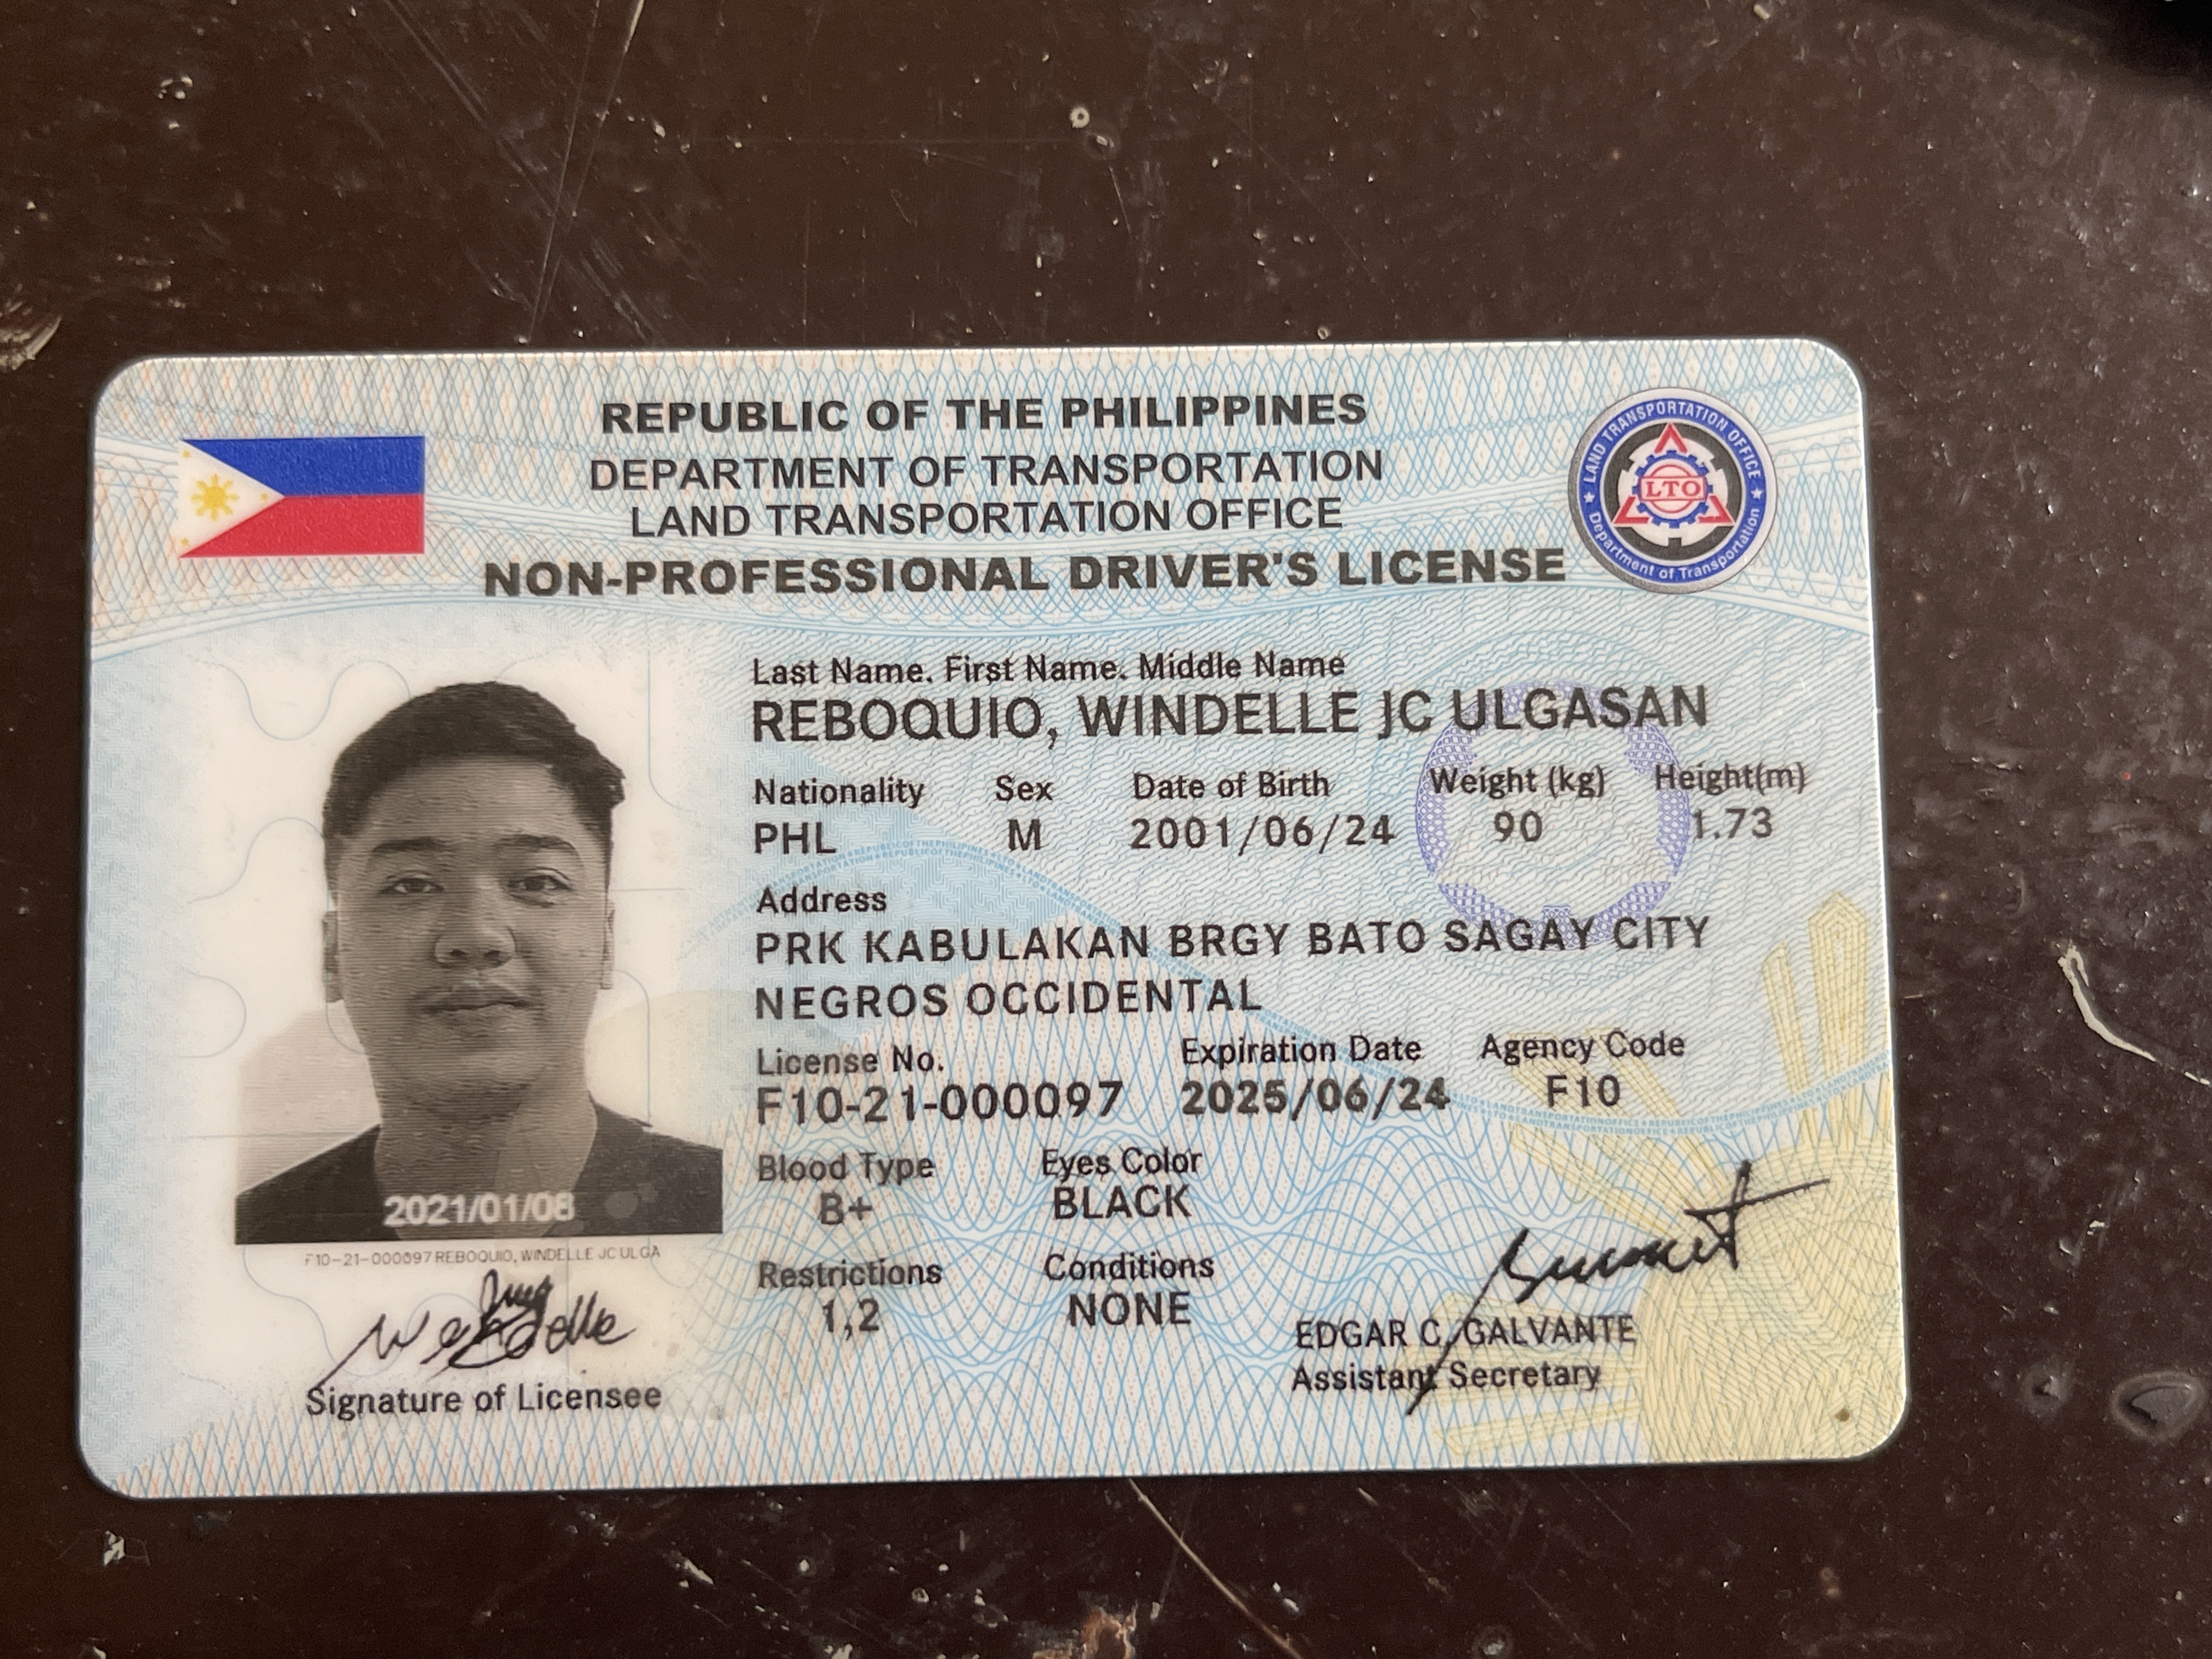 REPUBLIC OF THE PHILIPPINES
DEPARTMENT OF TRANSPORTATION
LAND TRANSPORTATION OFFICE
NON-PROFESSIONAL DRIVER'S LICENSE
LAND TRANSPORTATION OFFICE
LTO
Department of Transportation
Last Name. First Name. Middle Name
REBOQUIO, WINDELLE JC ULGASAN
Nationality Sex Date of Birth Weight (kg) Height(m)
PHL M 2001/06/24 90 1.73
Address
PRK KABULAKAN BRGY BATO SAGAY CITY
NEGROS OCCIDENTAL
License No. Expiration Date Agency Code
F10-21-000097 2025/06/24 F10
Blood Type Eyes Color
B+ BLACK
Restrictions Conditions
1,2 NONE
2021/01/08
F10-21-000097 REBOQUIO, WINDELLE JC ULGA
Signature of Licensee
EDGAR C. GALVANTE
Assistant Secretary